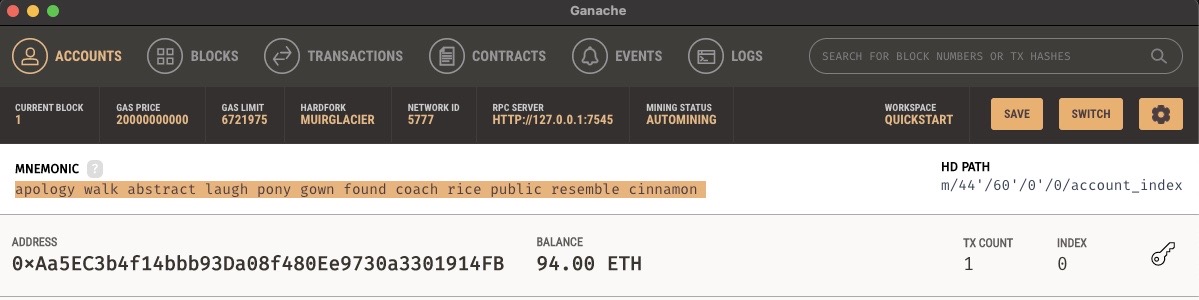 Ganache
ACCOUNTS BLOCKS TRANSACTIONS CONTRACTS EVENTS LOGS SEARCH FOR BLOCK NUMBERS OR TX HASHES
CURRENT BLOCK GAS PRICE GAS LIMIT HARDFORK NETWORK ID RPC SERVER MINING STATUS WORKSPACE SAVE SWITCH
1 20000000000 6721975 MUIRGLACIER 5777 HTTP://127.0.0.1:7545 AUTOMINING QUICKSTART
MNEMONIC ? HD PATH
apology walk abstract laugh pony gown found coach rice public resemble cinnamon m/44'/60'/0'/0/account_index
ADDRESS BALANCE TX COUNT INDEX
0×Aa5EC3b4f14bbb93Da08f480Ee9730a3301914FB 94.00 ETH 1 0